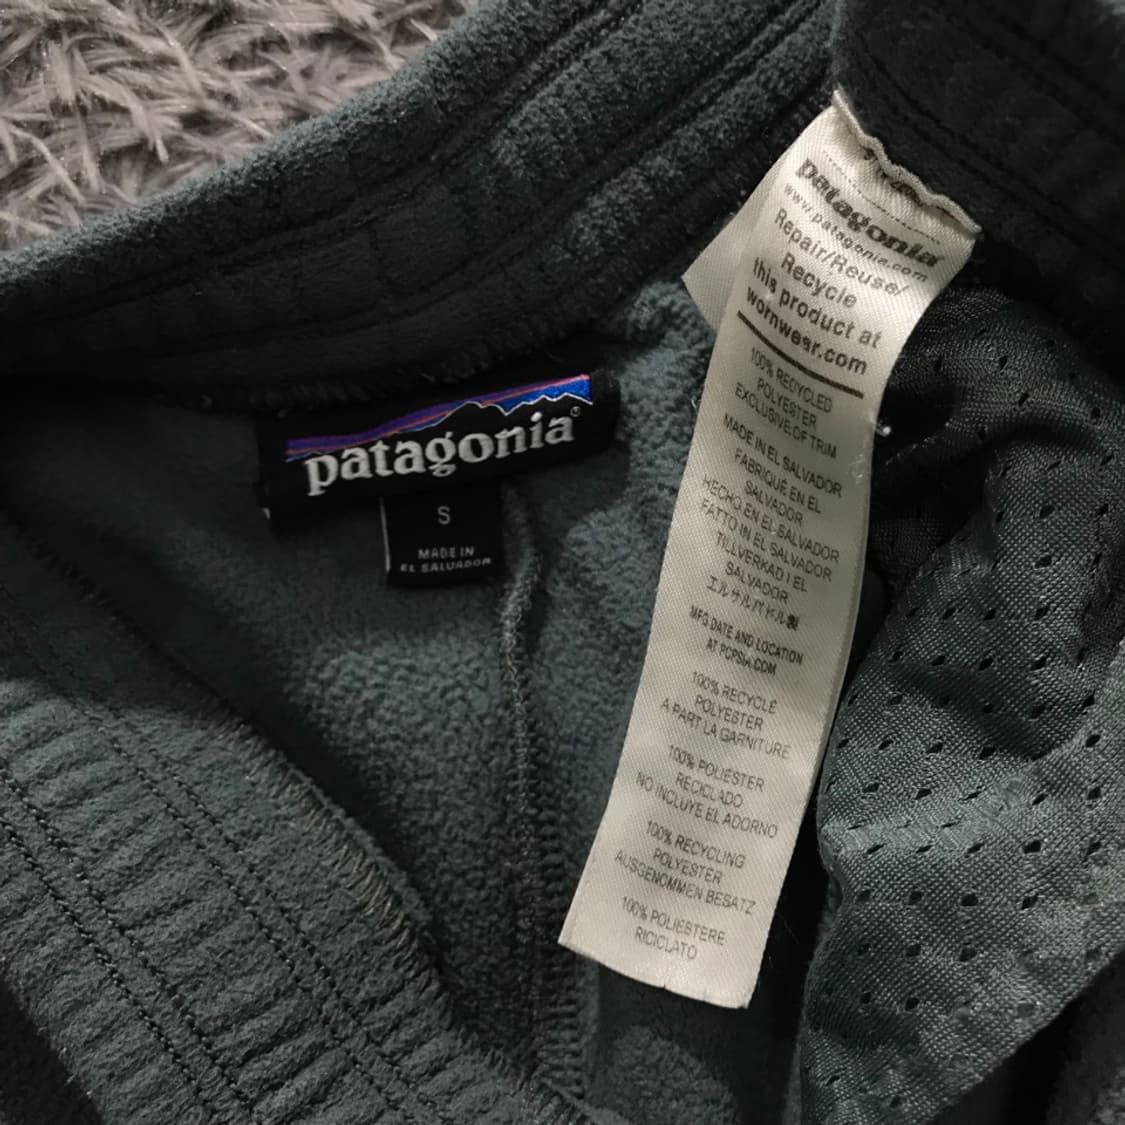 patagonia®
S
MADE IN
EL SALVADOR
patagonia®
www.patagonia.com
Repair/Reuse/
Recycle
this product at
wornwear.com
100% RECYCLED
POLYESTER
EXCLUSIVE OF TRIM
MADE IN EL SALVADOR
FABRIQUÉ EN EL
SALVADOR
HECHO EN EL SALVADOR
FATTO IN EL SALVADOR
TILLVERKAD I EL
SALVADOR
エルサルバドル製
MFG DATE AND LOCATION
AT PCPSIA.COM
100% RECYCLÉ
POLYESTER
A PART LA GARNITURE
100% POLIÉSTER
RECICLADO
NO INCLUYE EL ADORNO
100% RECYCLING
POLYESTER
AUSGENOMMEN BESATZ
100% POLIESTERE
RICICLATO